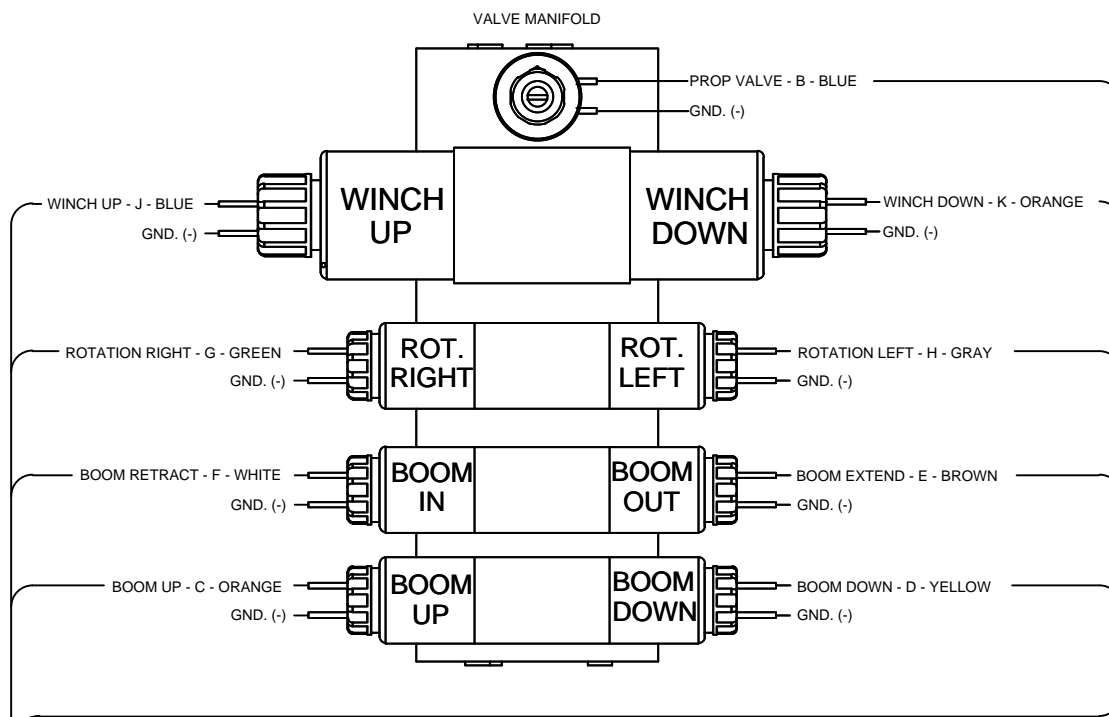 VALVE MANIFOLD
PROP VALVE - B - BLUE
GND. (-)
WINCH UP - J - BLUE
GND. (-)
WINCH
UP
WINCH
DOWN
WINCH DOWN - K - ORANGE
GND. (-)
ROTATION RIGHT - G - GREEN
GND. (-)
ROT.
RIGHT
ROT.
LEFT
ROTATION LEFT - H - GRAY
GND. (-)
BOOM RETRACT - F - WHITE
GND. (-)
BOOM
IN
BOOM
OUT
BOOM EXTEND - E - BROWN
GND. (-)
BOOM UP - C - ORANGE
GND. (-)
BOOM
UP
BOOM
DOWN
BOOM DOWN - D - YELLOW
GND. (-)